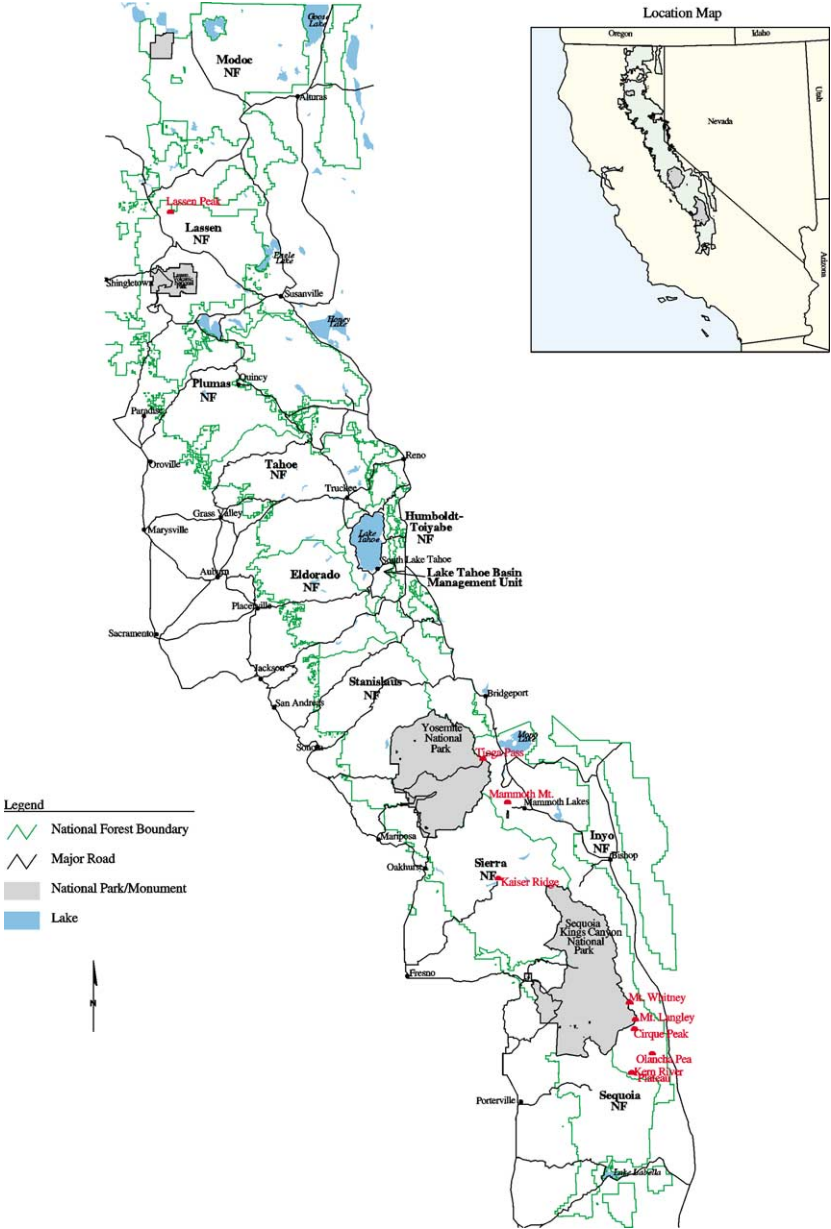 Location Map
Oregon
Idaho
Nevada
Utah
Arizona
Goose
Lake
Modoc
NF
Alturas
Lassen Peak
Lassen
NF
Eagle
Lake
Shingletown
Lassen
Volcanic
National
Park
Susanville
Honey
Lake
Plumas
NF
Quincy
Paradise
Oroville
Tahoe
NF
Reno
Truckee
Grass Valley
Marysville
Humboldt-
Toiyabe
NF
Lake
Tahoe
South Lake Tahoe
Lake Tahoe Basin
Management Unit
Auburn
Eldorado
NF
Placerville
Sacramento
Jackson
Stanislaus
NF
San Andreas
Bridgeport
Sonora
Yosemite
National
Park
Mono
Lake
Tioga Pass
Mammoth Mt.
Mammoth Lakes
Mariposa
Inyo
NF
Bishop
Oakhurst
Sierra
NF
Kaiser Ridge
Sequoia
Kings Canyon
National
Park
Fresno
Mt. Whitney
Mt. Langley
Cirque Peak
Olancha Pea
Kern River
Plateau
Porterville
Sequoia
NF
Lake Isabella
Legend
National Forest Boundary
Major Road
National Park/Monument
Lake
N